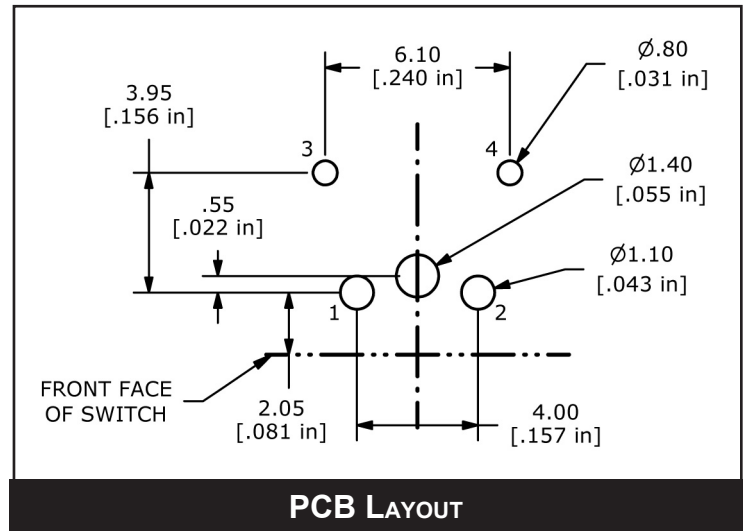 6.10
[.240 in]
Ø.80
[.031 in]
3.95
[.156 in]
3
4
Ø1.40
[.055 in]
.55
[.022 in]
Ø1.10
[.043 in]
1
2
FRONT FACE
OF SWITCH
2.05
[.081 in]
4.00
[.157 in]
PCB LAYOUT